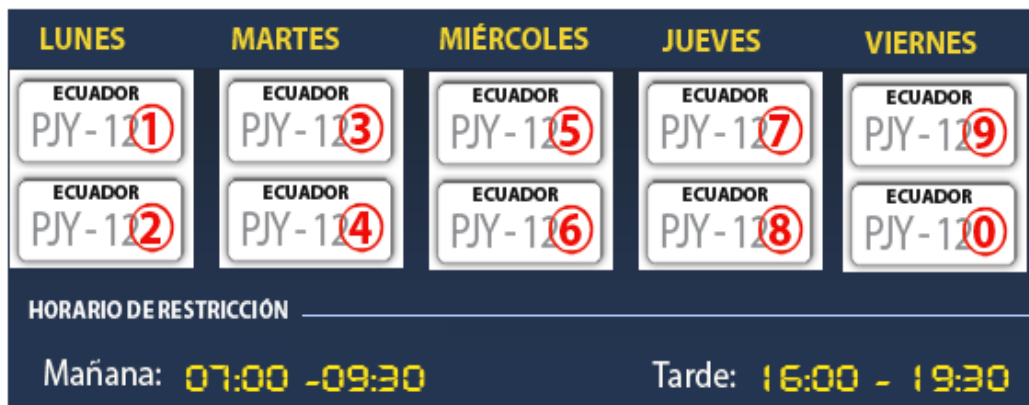 LUNES MARTES MIÉRCOLES JUEVES VIERNES
ECUADOR ECUADOR ECUADOR ECUADOR ECUADOR
PJY - 121 PJY - 123 PJY - 125 PJY - 127 PJY - 129
ECUADOR ECUADOR ECUADOR ECUADOR ECUADOR
PJY - 122 PJY - 124 PJY - 126 PJY - 128 PJY - 120
HORARIO DE RESTRICCIÓN
Mañana: 07:00 -09:30 Tarde: 16:00 - 19:30